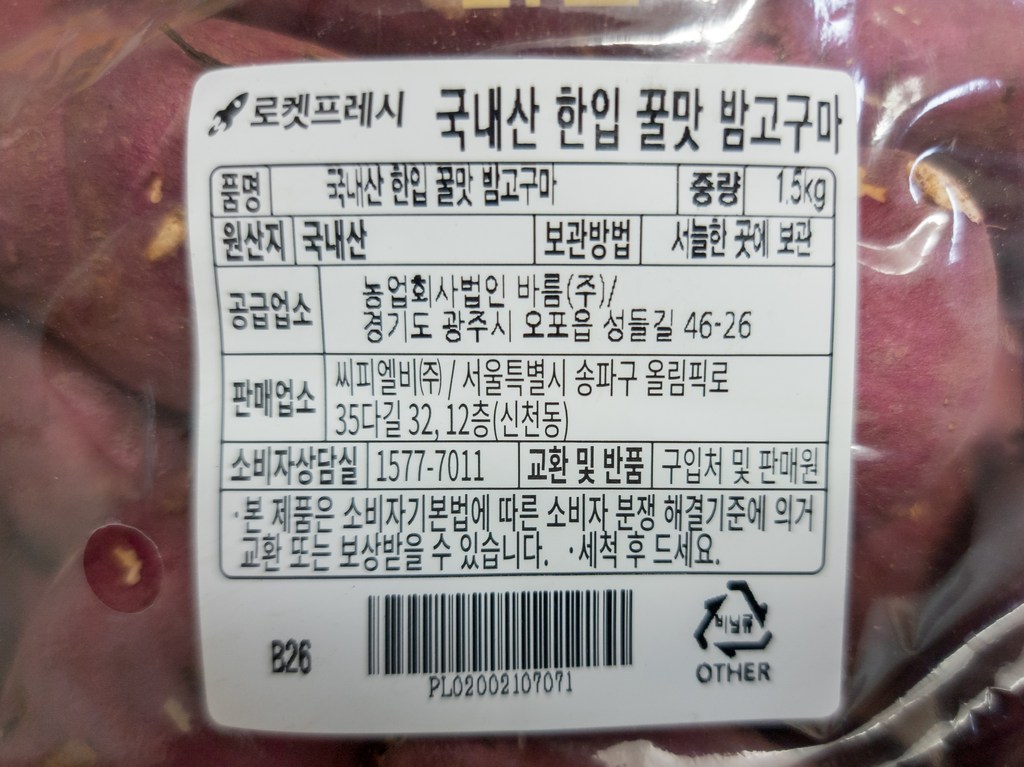 로켓프레시 국내산 한입 꿀맛 밤고구마
품명 국내산 한입 꿀맛 밤고구마 중량 1.5kg
원산지 국내산 보관방법 서늘한 곳에 보관
공급업소 농업회사법인 바름(주)/
경기도 광주시 오포읍 성들길 46-26
판매업소 씨피엘비(주) / 서울특별시 송파구 올림픽로
35다길 32, 12층(신천동)
소비자상담실 1577-7011 교환 및 반품 구입처 및 판매원
·본 제품은 소비자기본법에 따른 소비자 분쟁 해결기준에 의거
교환 또는 보상받을 수 있습니다. ·세척 후 드세요.
비닐류
B26
OTHER
PL02002107071